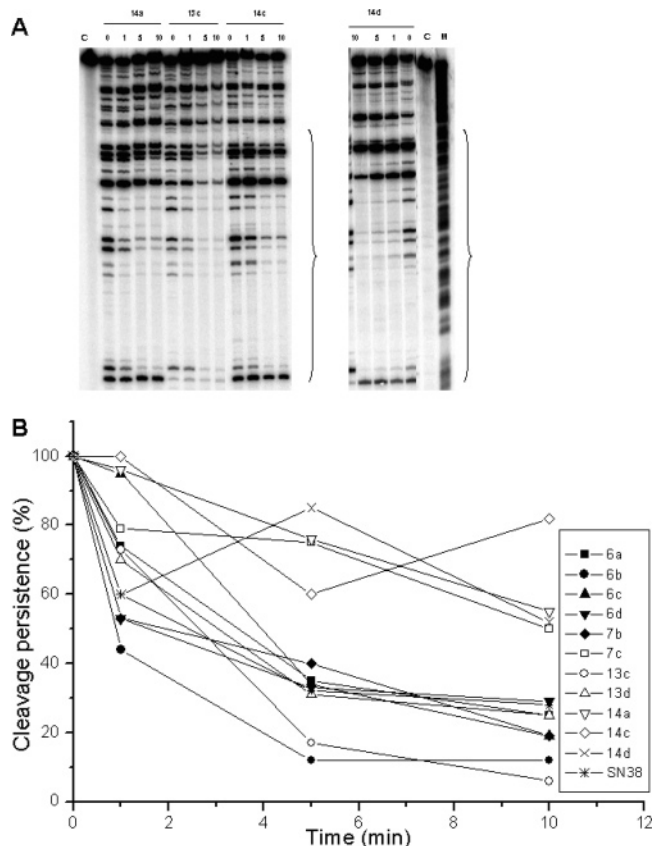 A
14a 13c 14c 14d
C 0 1 5 10 0 1 5 10 0 1 5 10 10 5 1 0 C M
B
Cleavage persistence (%)
100
80
60
40
20
0
0 2 4 6 8 10 12
Time (min)
6a
6b
6c
6d
7b
7c
13c
13d
14a
14c
14d
SN38